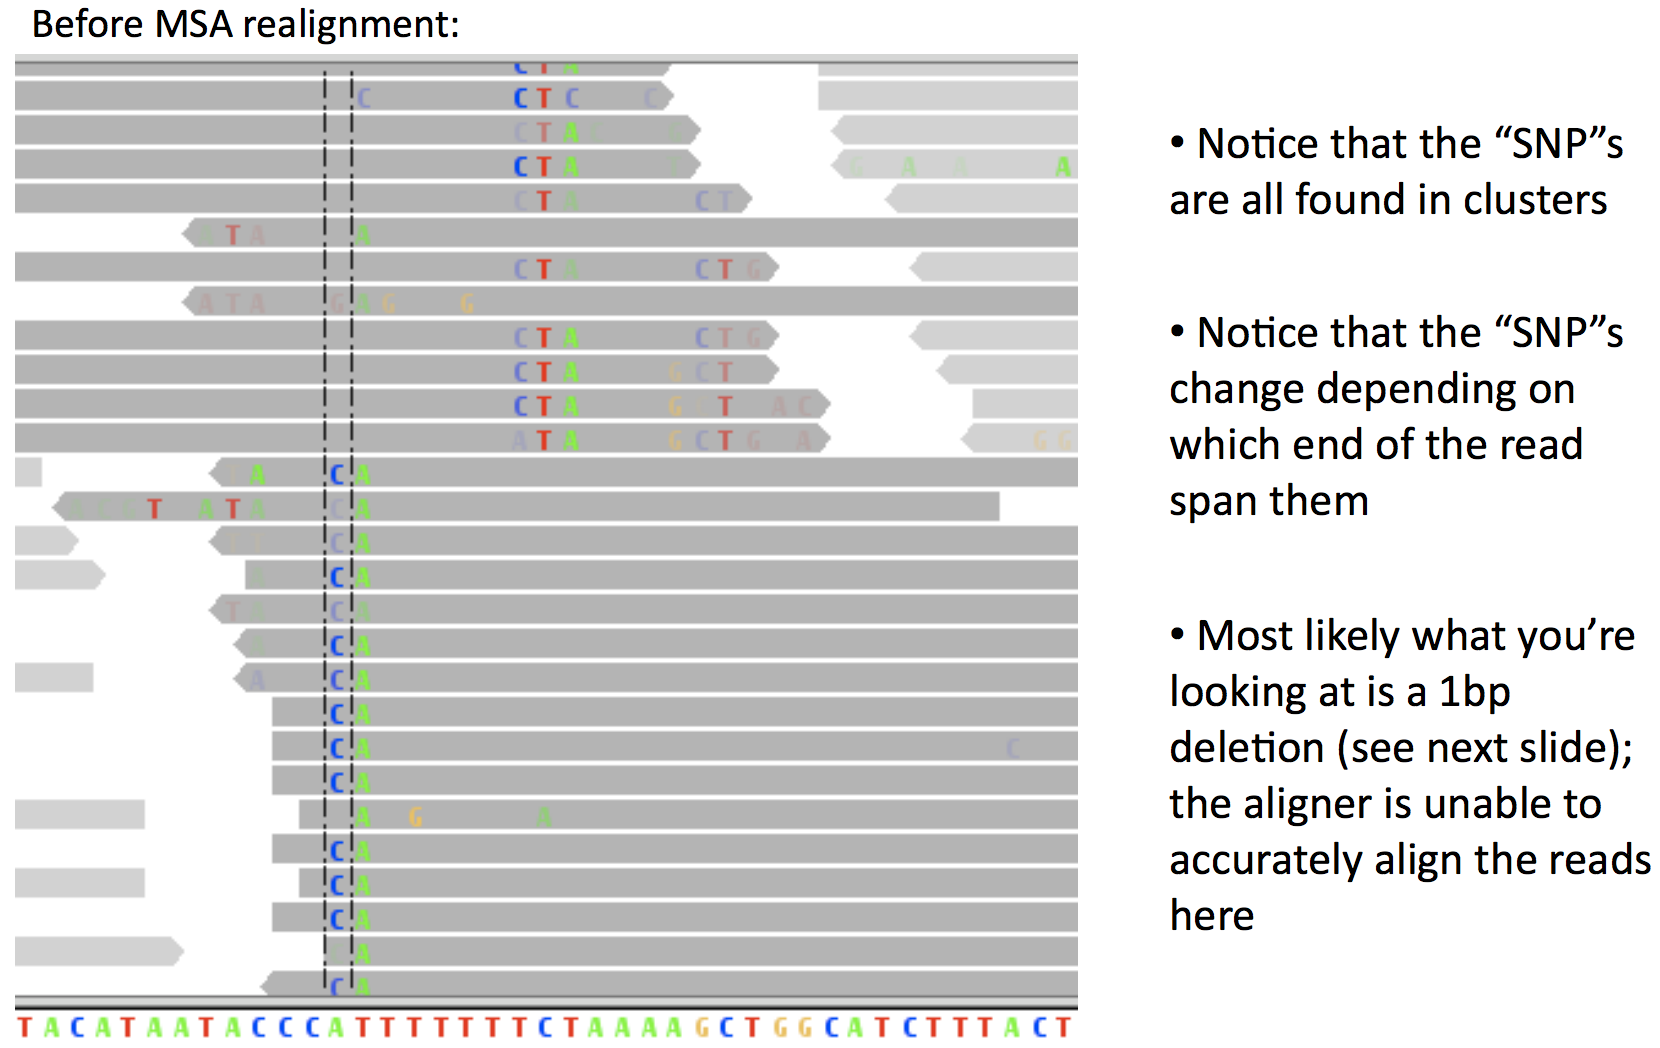 Before MSA realignment:
C T A
C C T C C
C T A
C T A
G A A A
C T A C T
T A A
C T A C T G
A T A G A G G
C T A C T G
C T A G C T
C T A G T A C
A T A G C T G A
G G
A C A
T A T A C A
C A
C A
T C A
C A
A C A
C A
C A
C
C A
A G A
C A
C A
C A
A
C A
T A C A T A A T A C C C A T T T T T T T C T A A A A G C T G G C A T C T T T A C T
• Notice that the “SNP”s
are all found in clusters
• Notice that the “SNP”s
change depending on
which end of the read
span them
• Most likely what you’re
looking at is a 1bp
deletion (see next slide);
the aligner is unable to
accurately align the reads
here